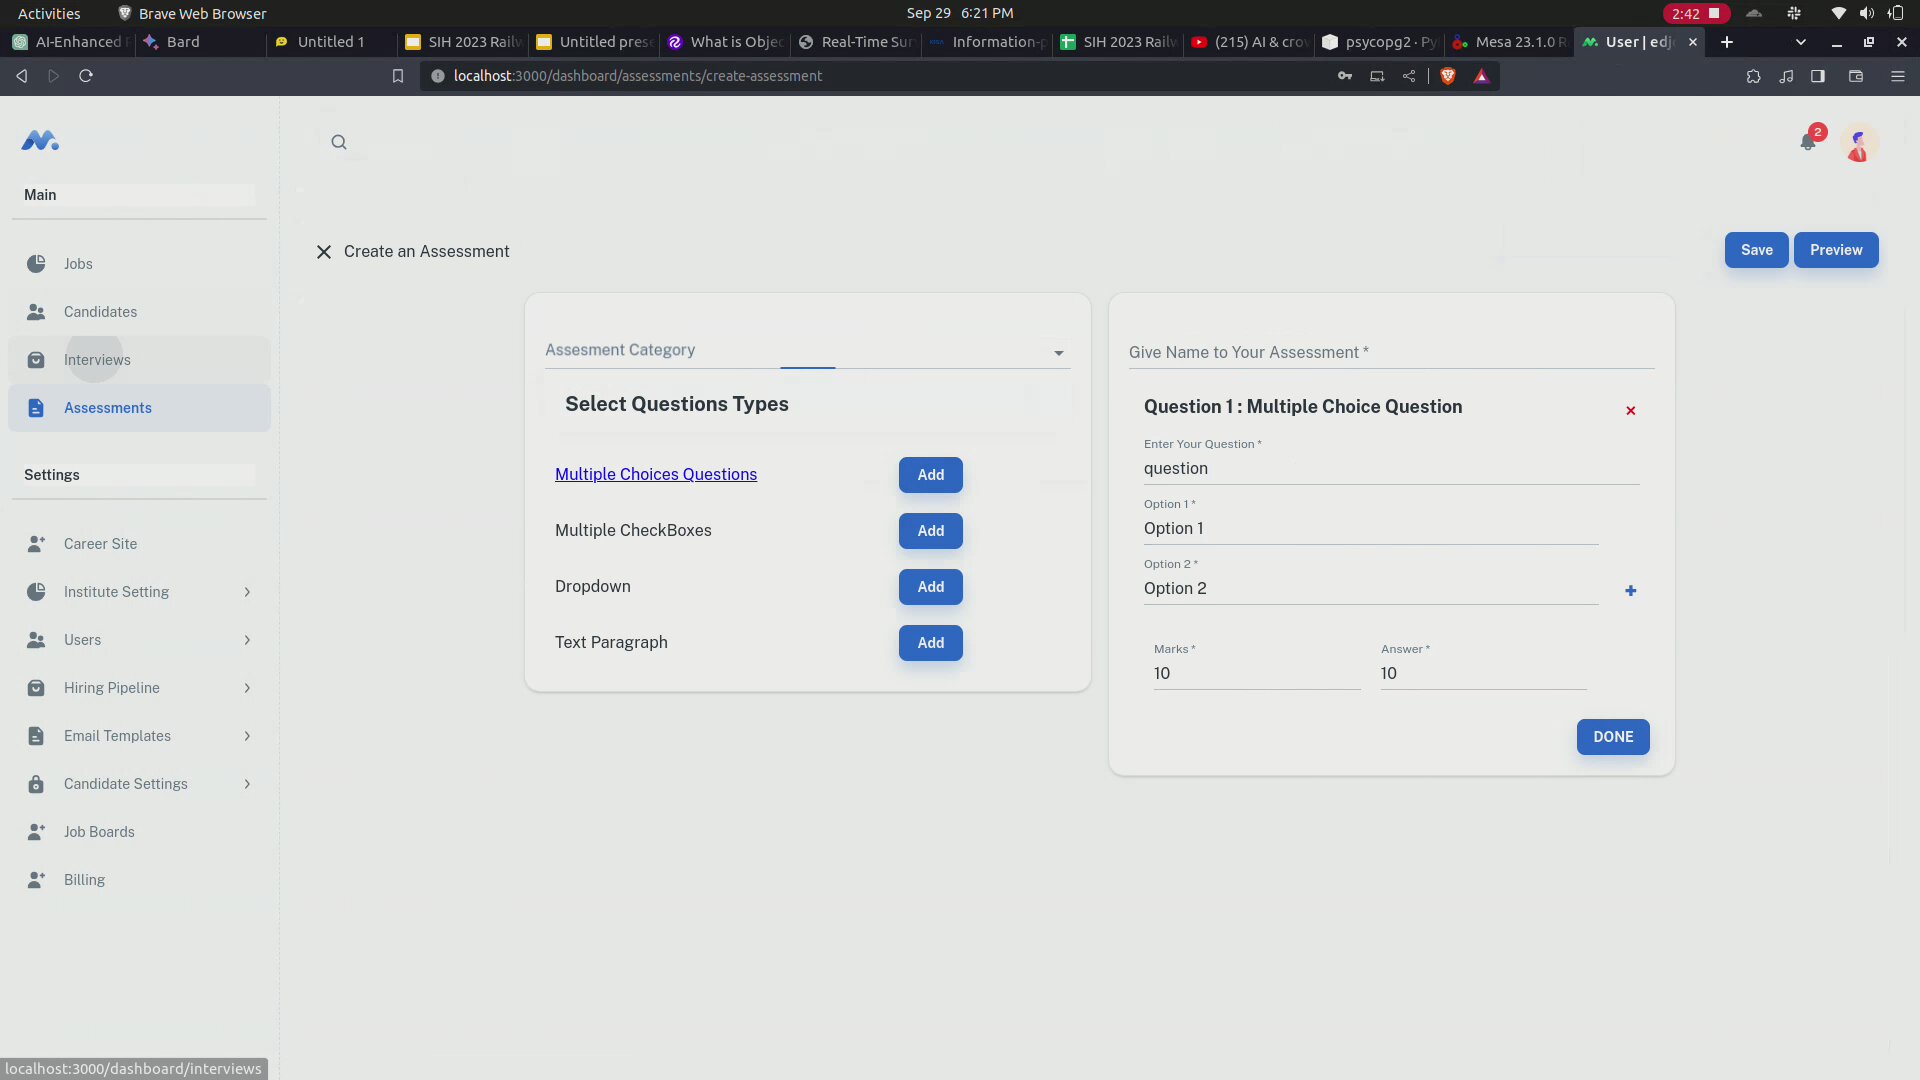 Activities
Brave Web Browser
Sep 29 6:21 PM
2:42
AI-Enhanced
Bard
Untitled 1
SIH 2023 Railw
Untitled prese
What is Objec
Real-Time Sur
Information-p
SIH 2023 Railw
(215) AI & crow
psycopg2 · Py
Mesa 23.1.0 R
User | edj
localhost:3000/dashboard/assessments/create-assessment
2
Main
Jobs
Candidates
Interviews
Assessments
Settings
Career Site
Institute Setting
Users
Hiring Pipeline
Email Templates
Candidate Settings
Job Boards
Billing
Create an Assessment
Save
Preview
Assesment Category
Select Questions Types
Multiple Choices Questions
Add
Multiple CheckBoxes
Add
Dropdown
Add
Text Paragraph
Add
Give Name to Your Assessment *
Question 1 : Multiple Choice Question
Enter Your Question *
question
Option 1 *
Option 1
Option 2 *
Option 2
Marks *
10
Answer *
10
DONE
localhost:3000/dashboard/interviews